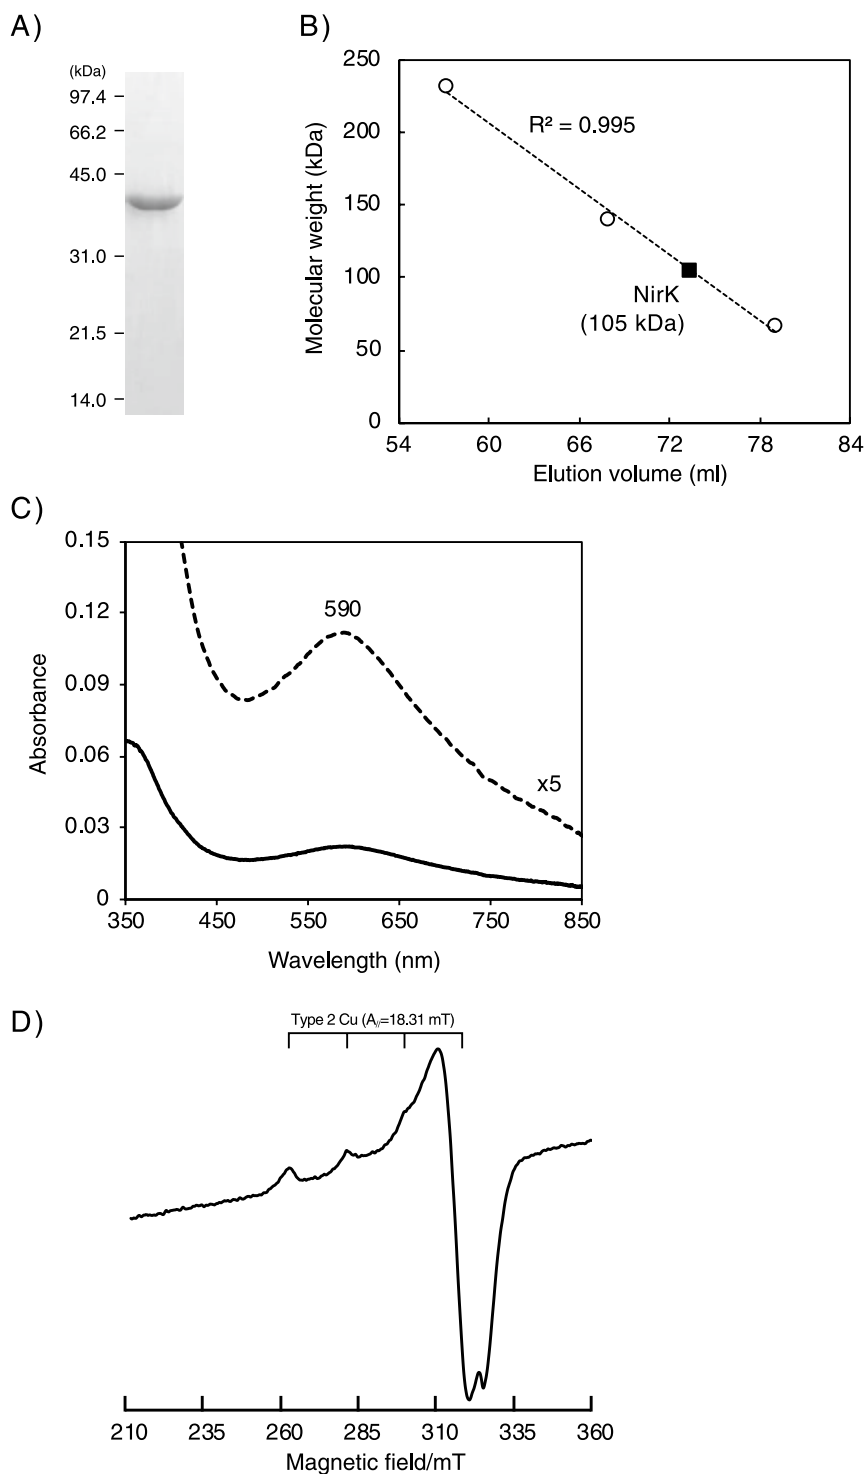 A)
(kDa)
97.4
66.2
45.0
31.0
21.5
14.0
B)
Molecular weight (kDa)
250
200
150
100
50
0
R² = 0.995
NirK
(105 kDa)
54 60 66 72 78 84
Elution volume (ml)
C)
Absorbance
0.15
0.12
0.09
0.06
0.03
0
590
x5
350 450 550 650 750 850
Wavelength (nm)
D)
Type 2 Cu (A//=18.31 mT)
210 235 260 285 310 335 360
Magnetic field/mT